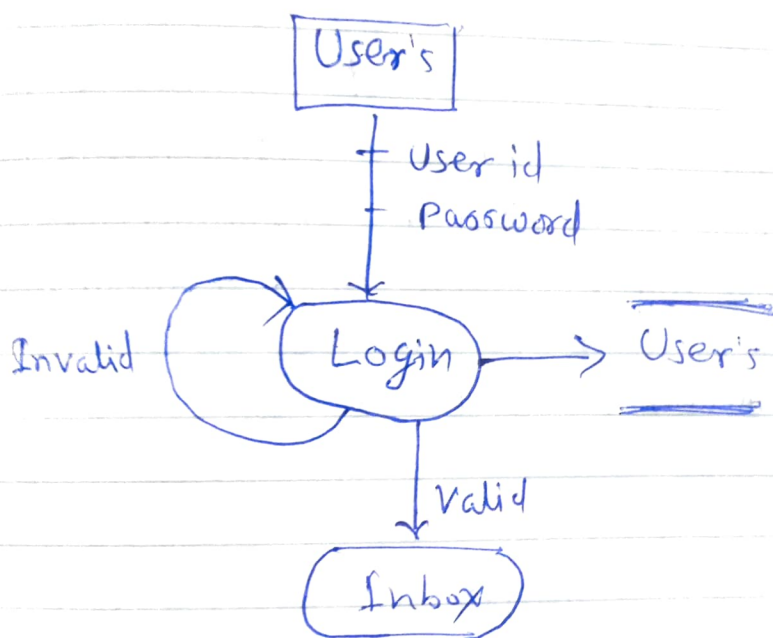 User's
User id
Password
Invalid
Login
User's
Valid
Inbox